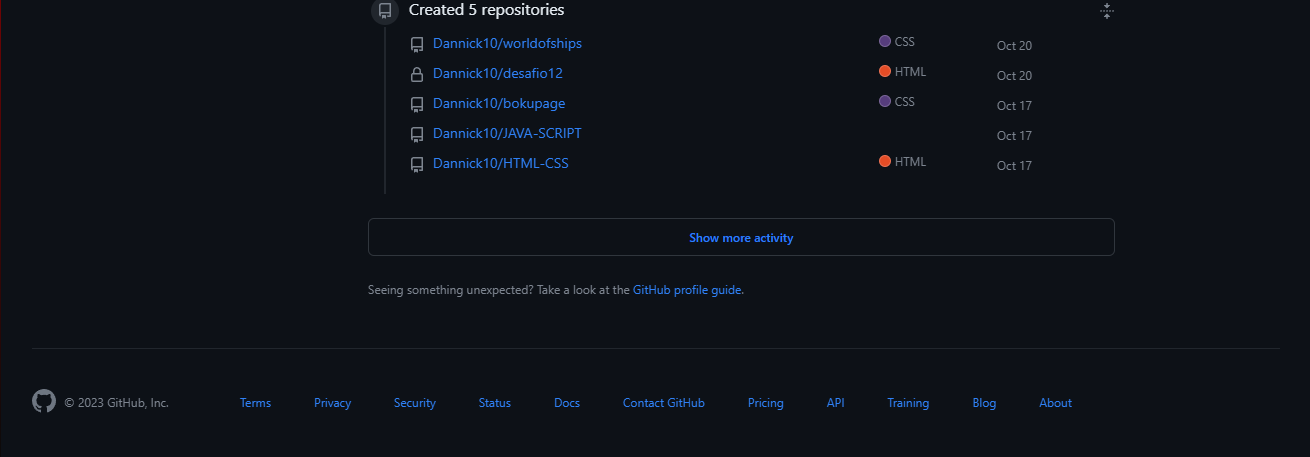 Created 5 repositories
Dannick10/worldofships CSS Oct 20
Dannick10/desafio12 HTML Oct 20
Dannick10/bokupage CSS Oct 17
Dannick10/JAVA-SCRIPT Oct 17
Dannick10/HTML-CSS HTML Oct 17
Show more activity
Seeing something unexpected? Take a look at the GitHub profile guide.
© 2023 GitHub, Inc. Terms Privacy Security Status Docs Contact GitHub Pricing API Training Blog About